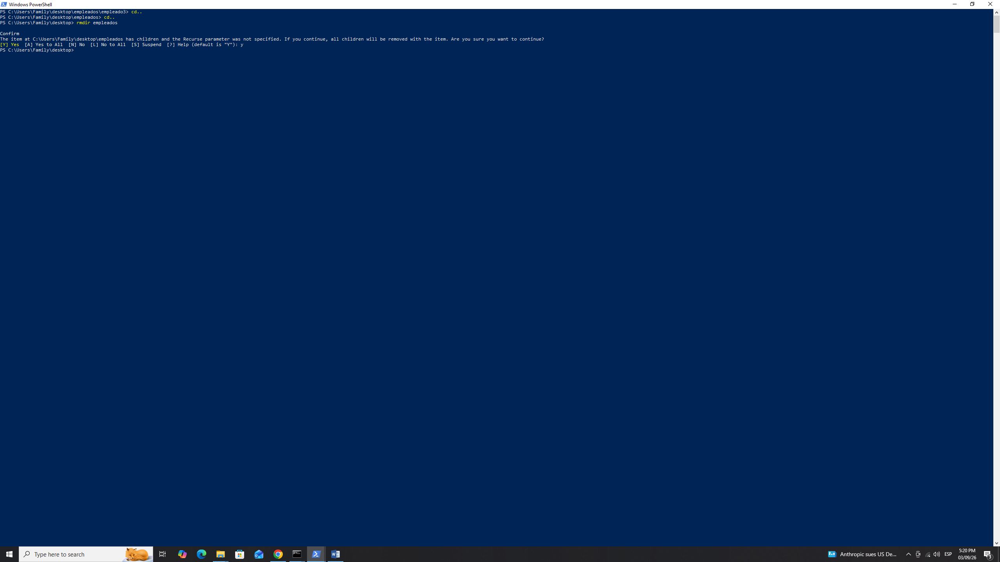 Windows PowerShell
PS C:\Users\Family\desktop\empleados\empleado3> cd..
PS C:\Users\Family\desktop\empleados> cd..
PS C:\Users\Family\desktop> rmdir empleados
Confirm
The item at C:\Users\Family\desktop\empleados has children and the Recurse parameter was not specified. If you continue, all children will be removed with the item. Are you sure you want to continue?
[Y] Yes  [A] Yes to All  [N] No  [L] No to All  [S] Suspend  [?] Help (default is "Y"): y
PS C:\Users\Family\desktop>
Type here to search
Anthropic sues US De...
ESP
5:20 PM
03/09/26
3